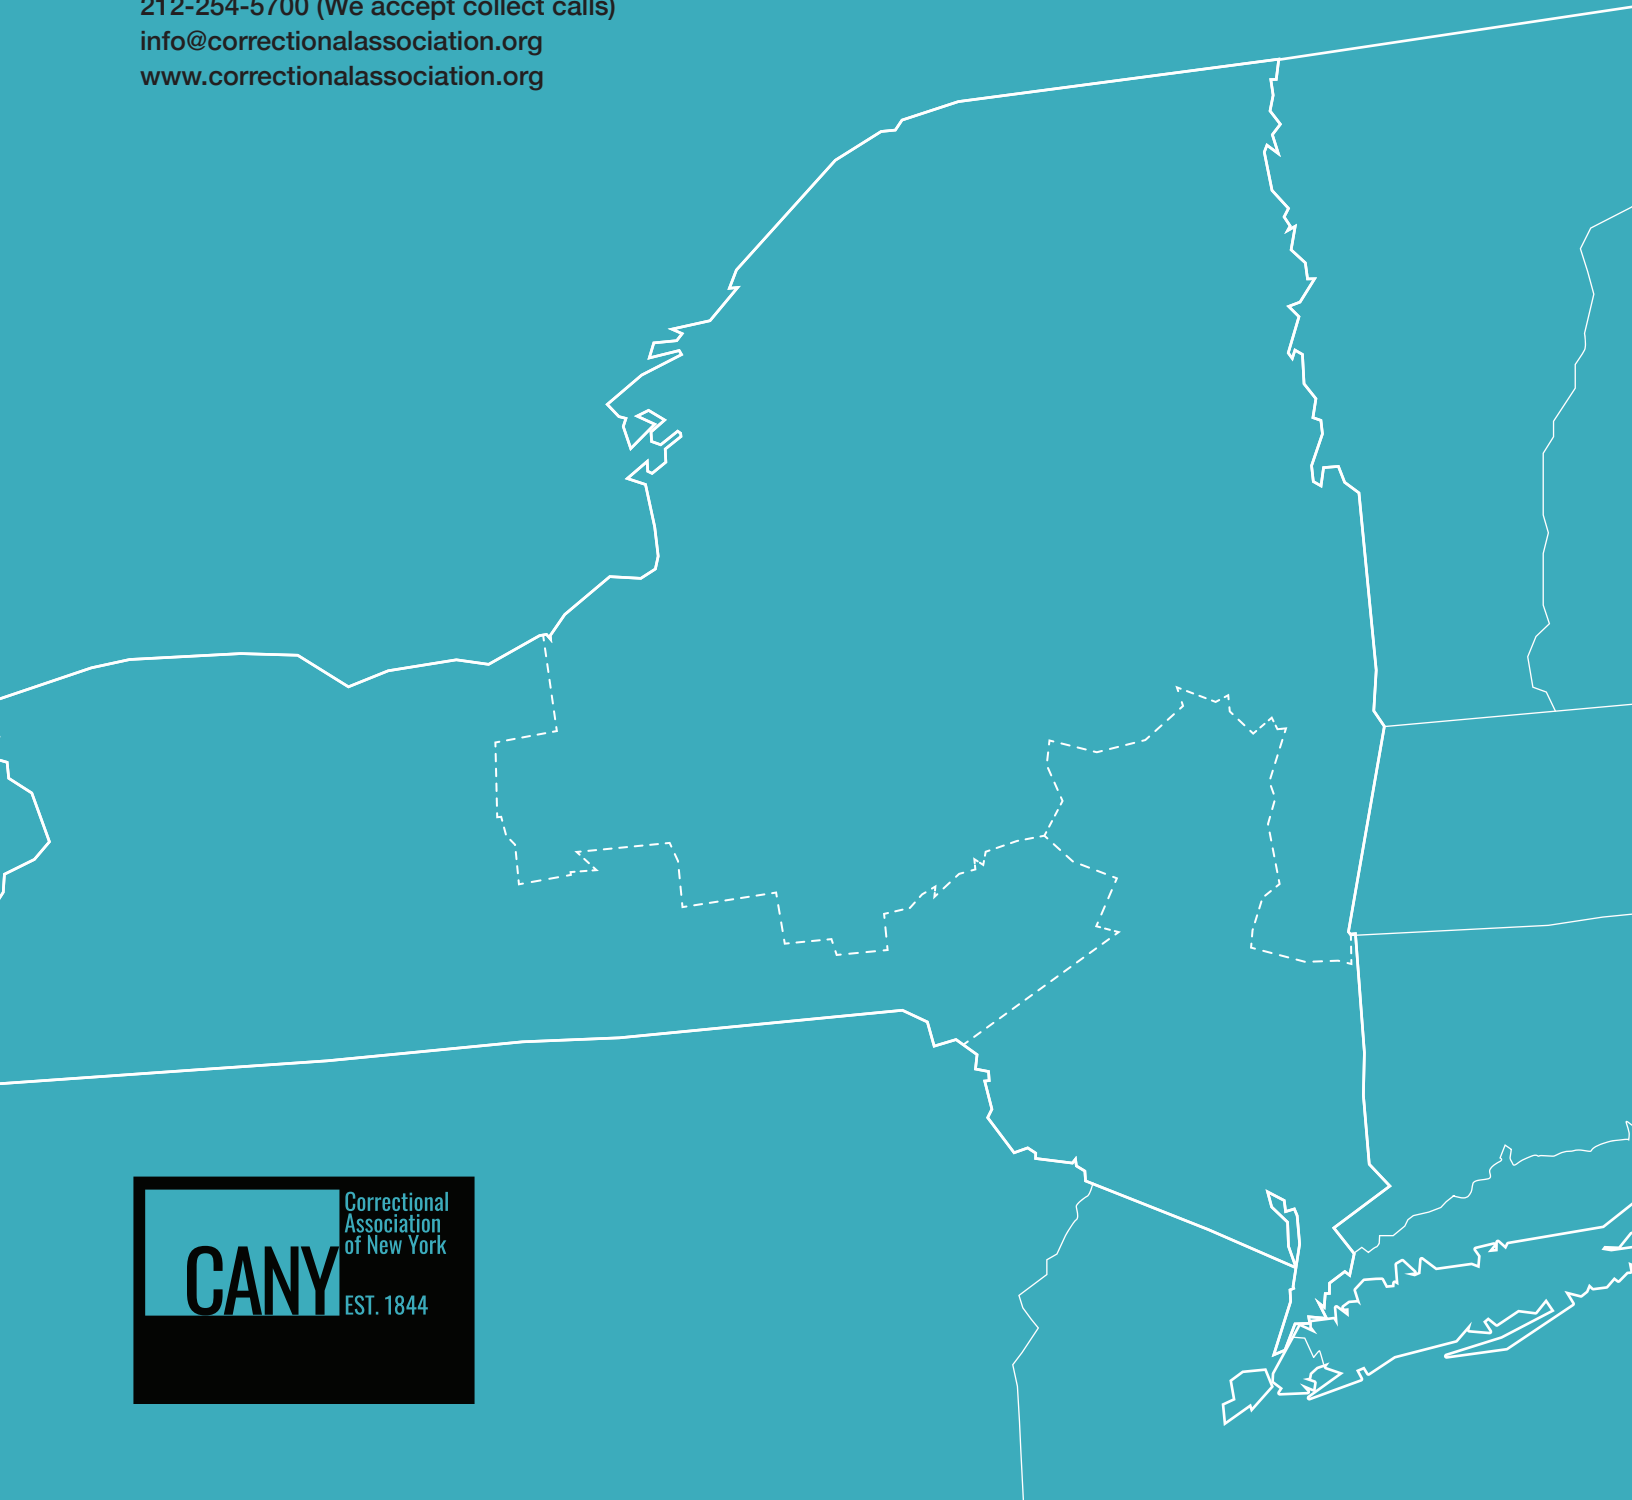 212-254-5700 (We accept collect calls)
info@correctionalassociation.org
www.correctionalassociation.org
CANY
Correctional
Association
of New York
EST. 1844